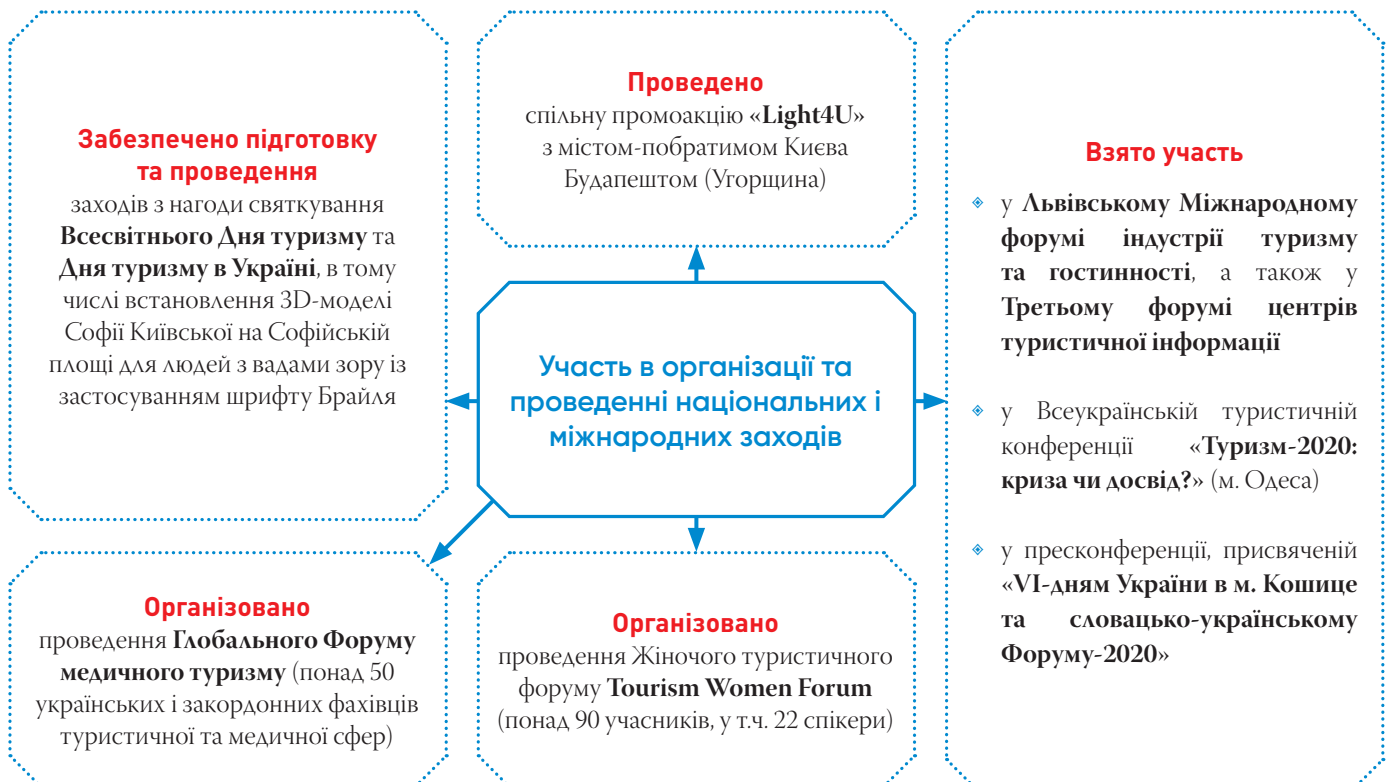 Забезпечено підготовку
та проведення
заходів з нагоди святкування
Всесвітнього Дня туризму та
Дня туризму в Україні, в тому
числі встановлення 3D-моделі
Софії Київської на Софійській
площі для людей з вадами зору із
застосуванням шрифту Брайля
Проведено
спільну промоакцію «Light4U»
з містом-побратимом Києва
Будапештом (Угорщина)
Взято участь
у Львівському Міжнародному
форумі індустрії туризму
та гостинності, а також у
Третьому форумі центрів
туристичної інформації
у Всеукраїнській туристичній
конференції «Туризм-2020:
криза чи досвід?» (м. Одеса)
у пресконференції, присвяченій
«VI-дням України в м. Кошице
та словацько-українському
Форуму-2020»
Участь в організації та
проведенні національних і
міжнародних заходів
Організовано
проведення Глобального Форуму
медичного туризму (понад 50
українських і закордонних фахівців
туристичної та медичної сфер)
Організовано
проведення Жіночого туристичного
форуму Tourism Women Forum
(понад 90 учасників, у т.ч. 22 спікери)